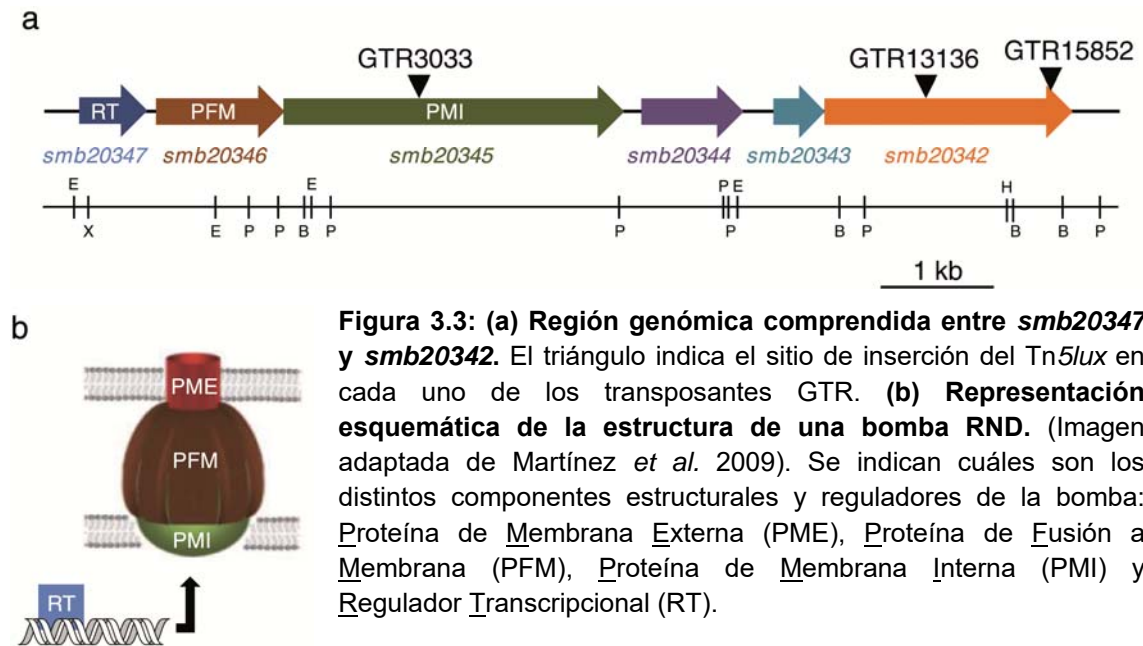 a
GTR3033 GTR13136 GTR15852
RT PFM PMI
smb20347 smb20346 smb20345 smb20344 smb20343 smb20342
E E P E H
X E P P B P P P B P B B P
1 kb
b
PME
PFM
PMI
RT
Figura 3.3: (a) Región genómica comprendida entre smb20347
y smb20342. El triángulo indica el sitio de inserción del Tn5lux en
cada uno de los transposantes GTR. (b) Representación
esquemática de la estructura de una bomba RND. (Imagen
adaptada de Martínez et al. 2009). Se indican cuáles son los
distintos componentes estructurales y reguladores de la bomba:
Proteína de Membrana Externa (PME), Proteína de Fusión a
Membrana (PFM), Proteína de Membrana Interna (PMI) y
Regulador Transcripcional (RT).